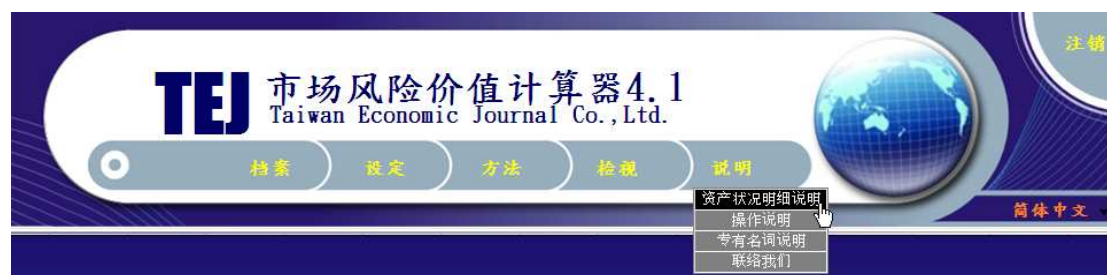 注销
TEJ 市场风险价值计算器4.1
Taiwan Economic Journal Co.,Ltd.
档案 设定 方法 检视 说明
资产状况明细说明
简体中文
操作说明
专有名词说明
联络我们